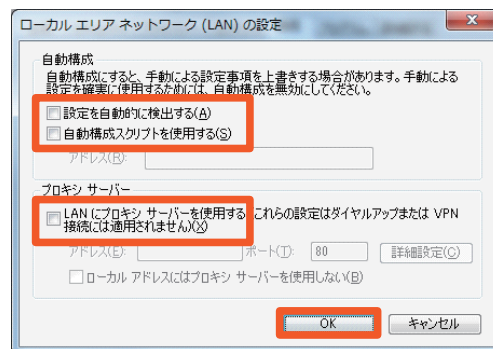 ローカル エリア ネットワーク (LAN) の設定
自動構成
自動構成にすると、手動による設定事項を上書きする場合があります。手動による
設定を確実に使用するためには、自動構成を無効にしてください。
設定を自動的に検出する(A)
自動構成スクリプトを使用する(S)
アドレス(R):
プロキシ サーバー
LAN にプロキシ サーバーを使用する これらの設定はダイヤルアップまたは VPN
接続には適用されません)(X)
アドレス(E): ポート(T): 80 詳細設定(C)
ローカル アドレスにはプロキシ サーバーを使用しない(B)
OK キャンセル